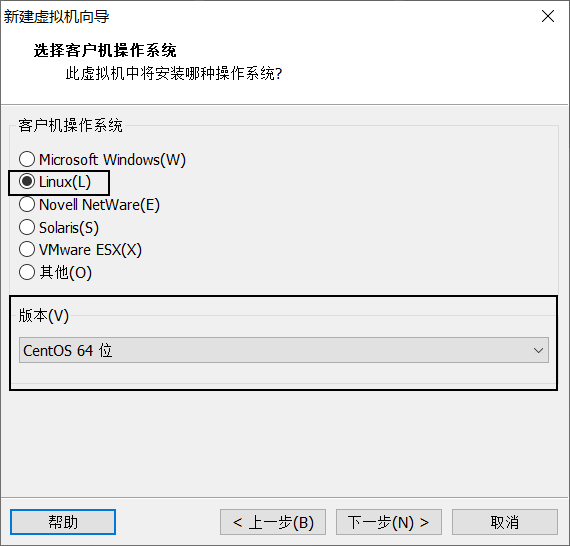 新建虚拟机向导
选择客户机操作系统
此虚拟机中将安装哪种操作系统?
客户机操作系统
Microsoft Windows(W)
Linux(L)
Novell NetWare(E)
Solaris(S)
VMware ESX(X)
其他(O)
版本(V)
CentOS 64 位
帮助
< 上一步(B)
下一步(N) >
取消